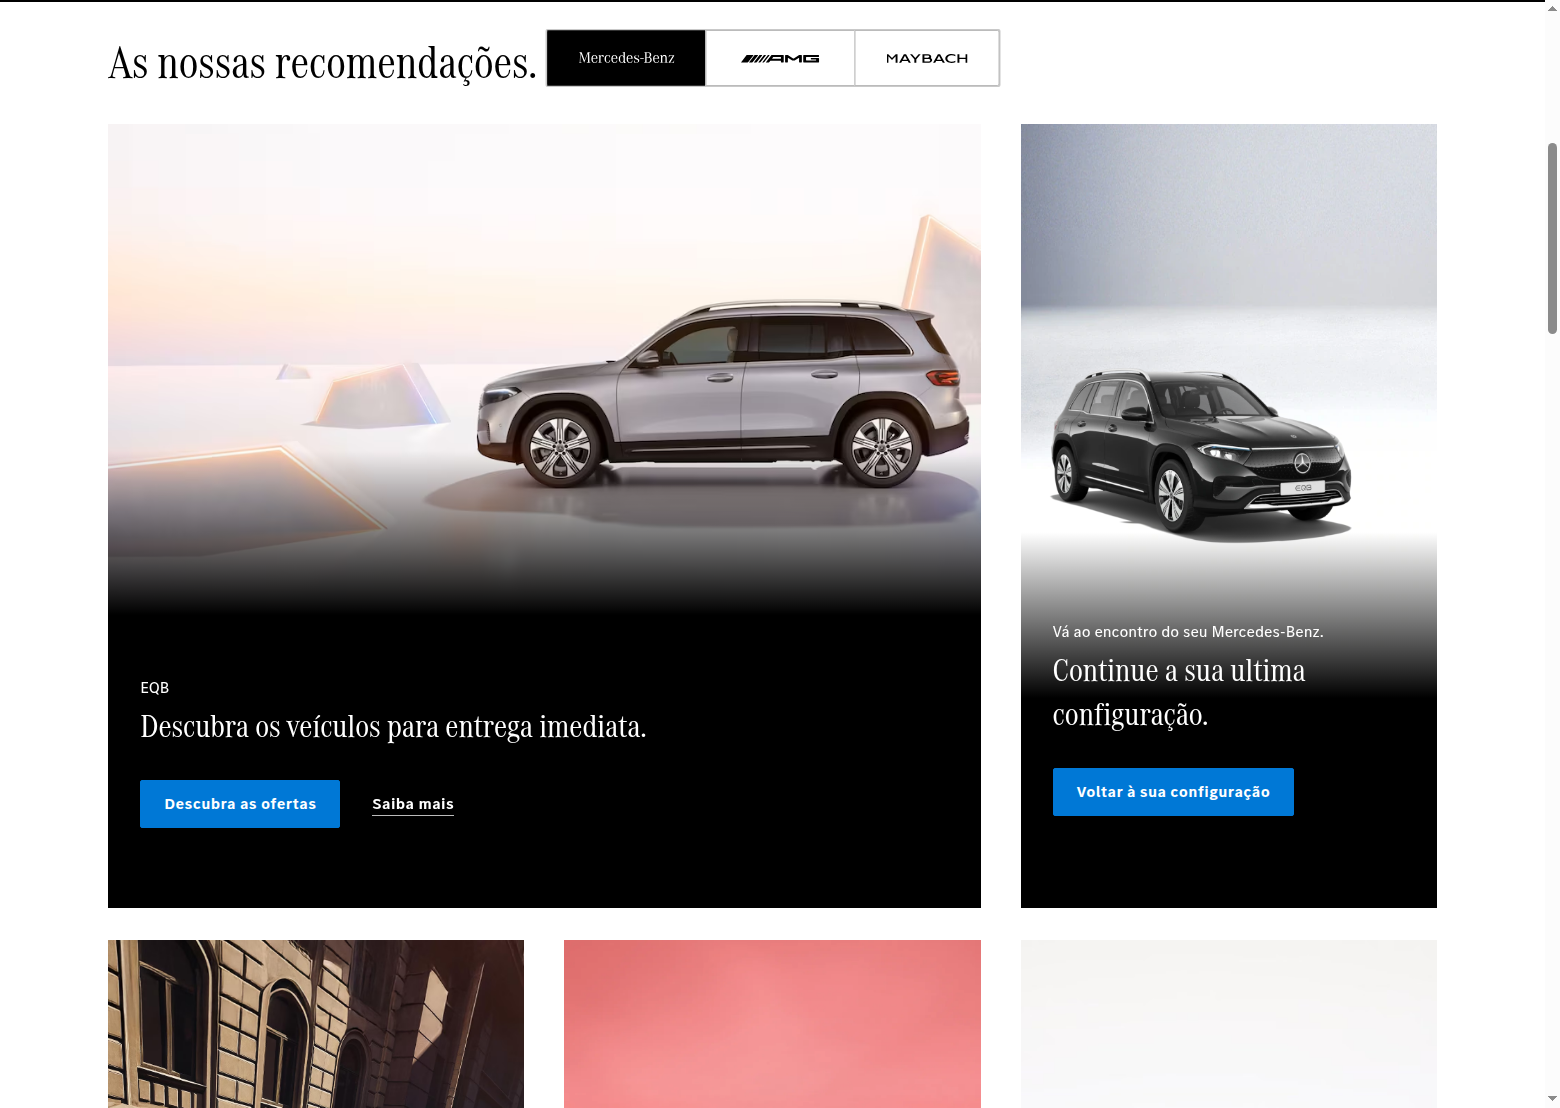 As nossas recomendações.
Mercedes-Benz
AMG
MAYBACH
EQB
Descubra os veículos para entrega imediata.
Descubra as ofertas
Saiba mais
EQB
Vá ao encontro do seu Mercedes-Benz.
Continue a sua ultima
configuração.
Voltar à sua configuração